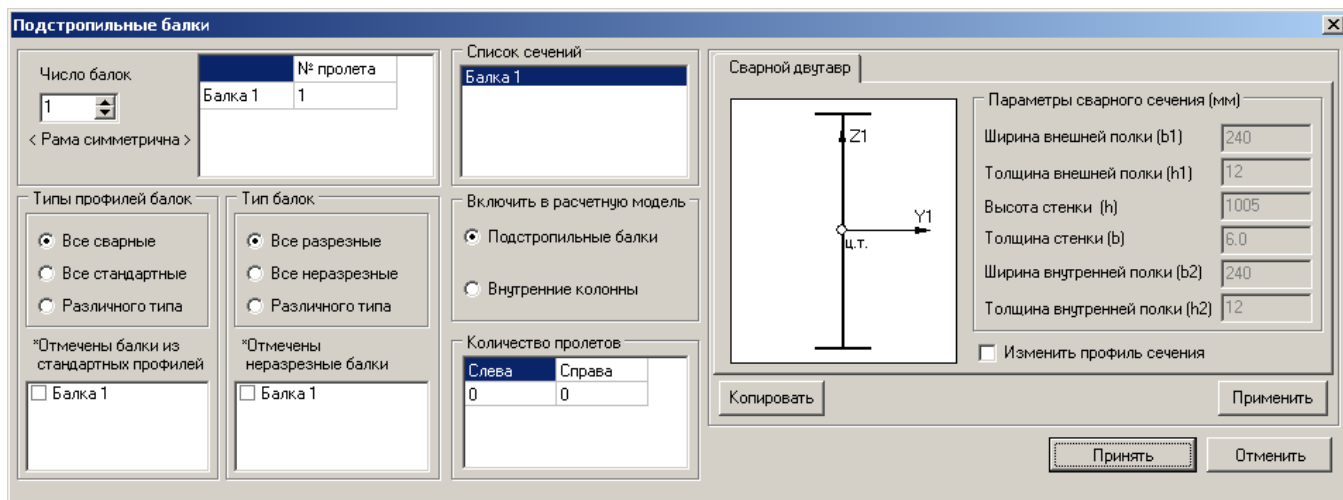 Подстропильные балки
Число балок
1
< Рама симметрична >
№ пролета
Балка 1 1
Список сечений
Балка 1
Типы профилей балок
Все сварные
Все стандартные
Различного типа
*Отмечены балки из
стандартных профилей
Балка 1
Тип балок
Все разрезные
Все неразрезные
Различного типа
*Отмечены
неразрезные балки
Балка 1
Включить в расчетную модель
Подстропильные балки
Внутренние колонны
Количество пролетов
Слева Справа
0 0
Сварной двутавр
Z1
Y1
ц.т.
Параметры сварного сечения (мм)
Ширина внешней полки (b1) 240
Толщина внешней полки (h1) 12
Высота стенки (h) 1005
Толщина стенки (b) 6.0
Ширина внутренней полки (b2) 240
Толщина внутренней полки (h2) 12
Изменить профиль сечения
Копировать
Применить
Принять
Отменить